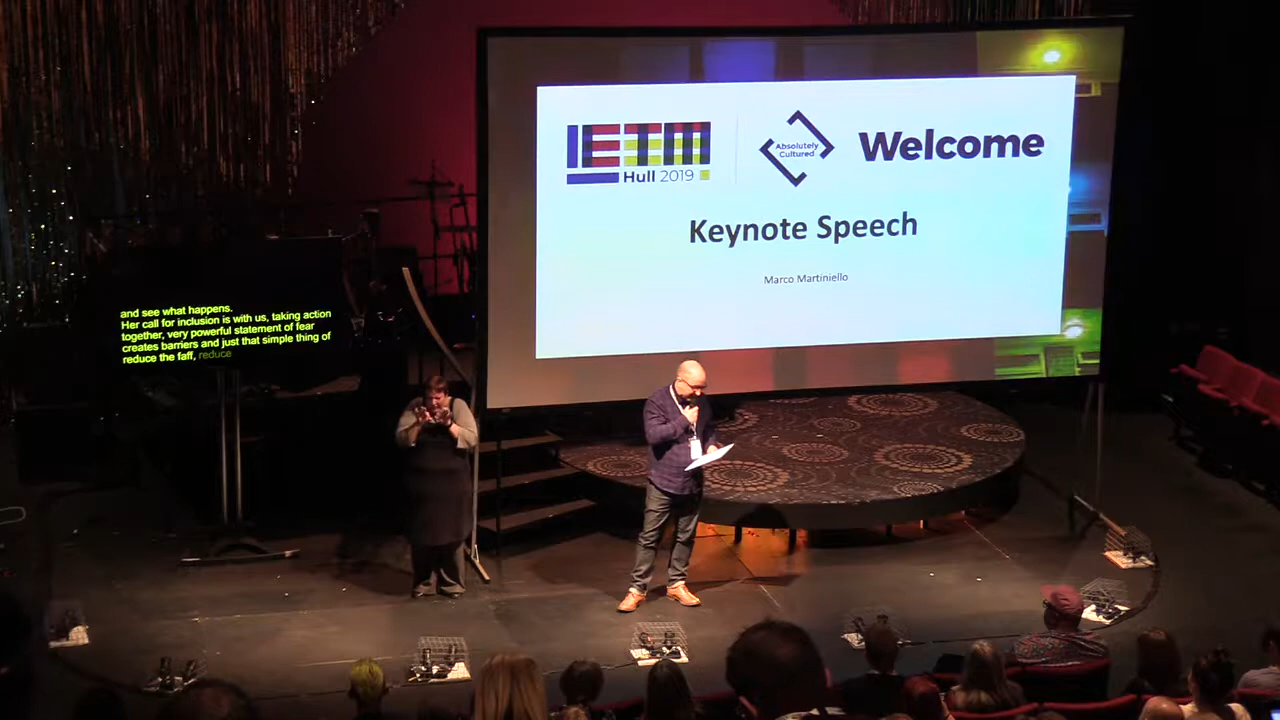 IETM
Hull 2019
Absolutely
Cultured
Welcome
Keynote Speech
Marco Martiniello
and see what happens.
Her call for inclusion is with us, taking action
together, very powerful statement of fear
creates barriers and just that simple thing of
reduce the faff, reduce